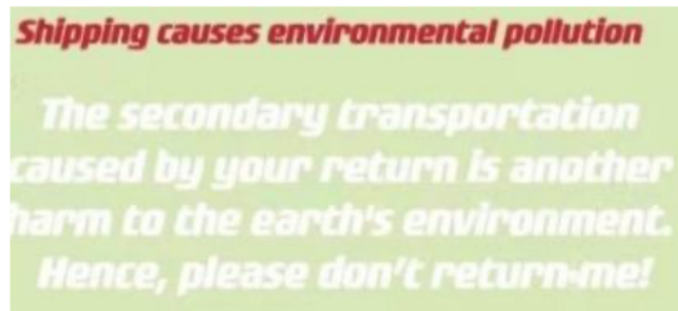 Shipping causes environmental pollution
The secondary transportation
caused by your return is another
harm to the earth's environment.
Hence, please don't return me!